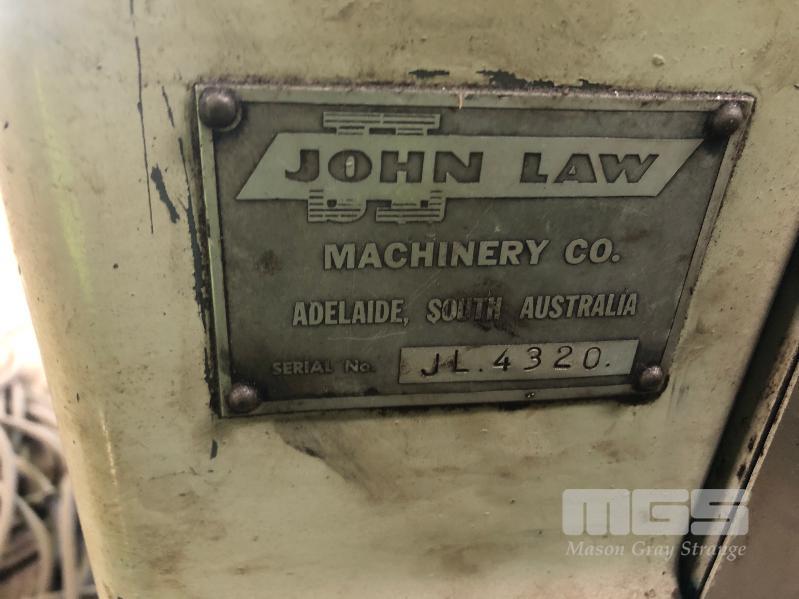 JOHN LAW
MACHINERY CO.
ADELAIDE, SOUTH AUSTRALIA
SERIAL No. JL.4320.
MGS
Mason Gray Strange